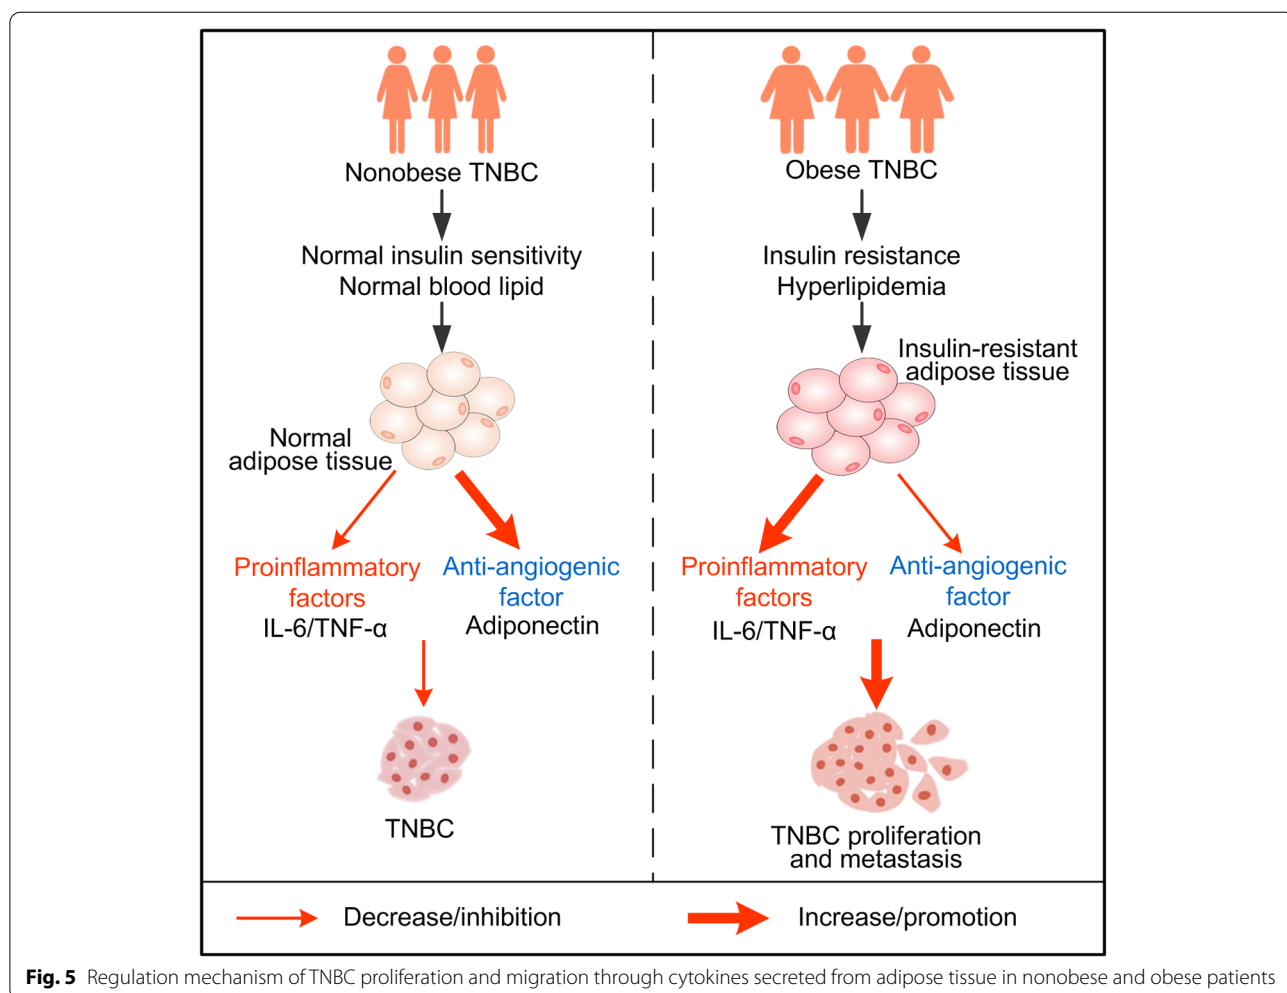 Nonobese TNBC
Normal insulin sensitivity
Normal blood lipid
Normal
adipose tissue
Proinflammatory
factors
IL-6/TNF-α
Anti-angiogenic
factor
Adiponectin
TNBC
Obese TNBC
Insulin resistance
Hyperlipidemia
Insulin-resistant
adipose tissue
Proinflammatory
factors
IL-6/TNF-α
Anti-angiogenic
factor
Adiponectin
TNBC proliferation
and metastasis
Decrease/inhibition
Increase/promotion
Fig. 5 Regulation mechanism of TNBC proliferation and migration through cytokines secreted from adipose tissue in nonobese and obese patients